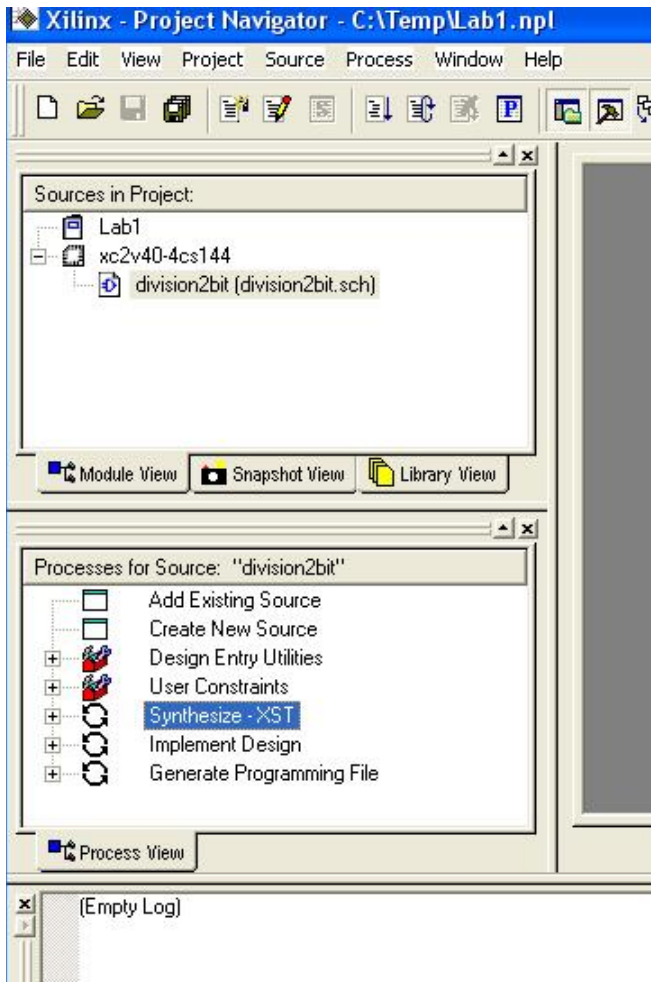 Xilinx - Project Navigator - C:\Temp\Lab1.npl
File Edit View Project Source Process Window Help
Sources in Project:
Lab1
xc2v40-4cs144
division2bit (division2bit.sch)
Module View Snapshot View Library View
Processes for Source: "division2bit"
Add Existing Source
Create New Source
Design Entry Utilities
User Constraints
Synthesize - XST
Implement Design
Generate Programming File
Process View
(Empty Log)